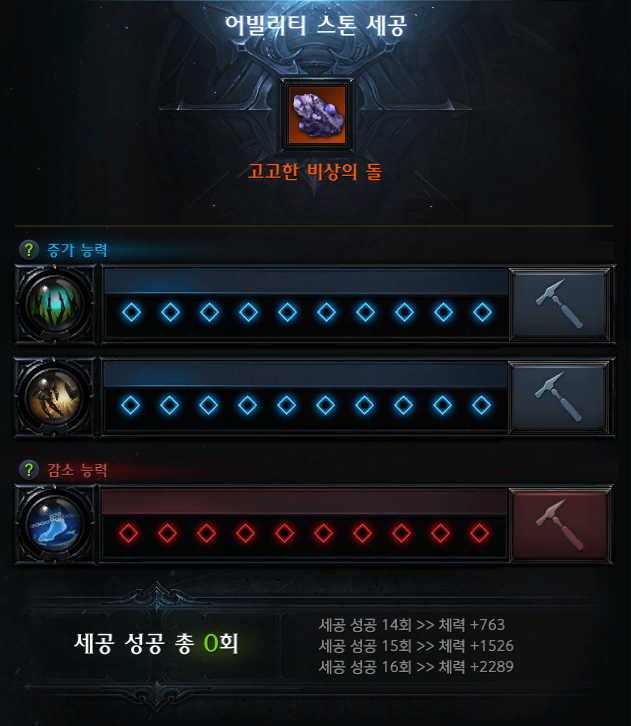 어빌리티 스톤 세공
고고한 비상의 돌
? 증가 능력
? 감소 능력
세공 성공 총 0회
세공 성공 14회 >> 체력 +763
세공 성공 15회 >> 체력 +1526
세공 성공 16회 >> 체력 +2289